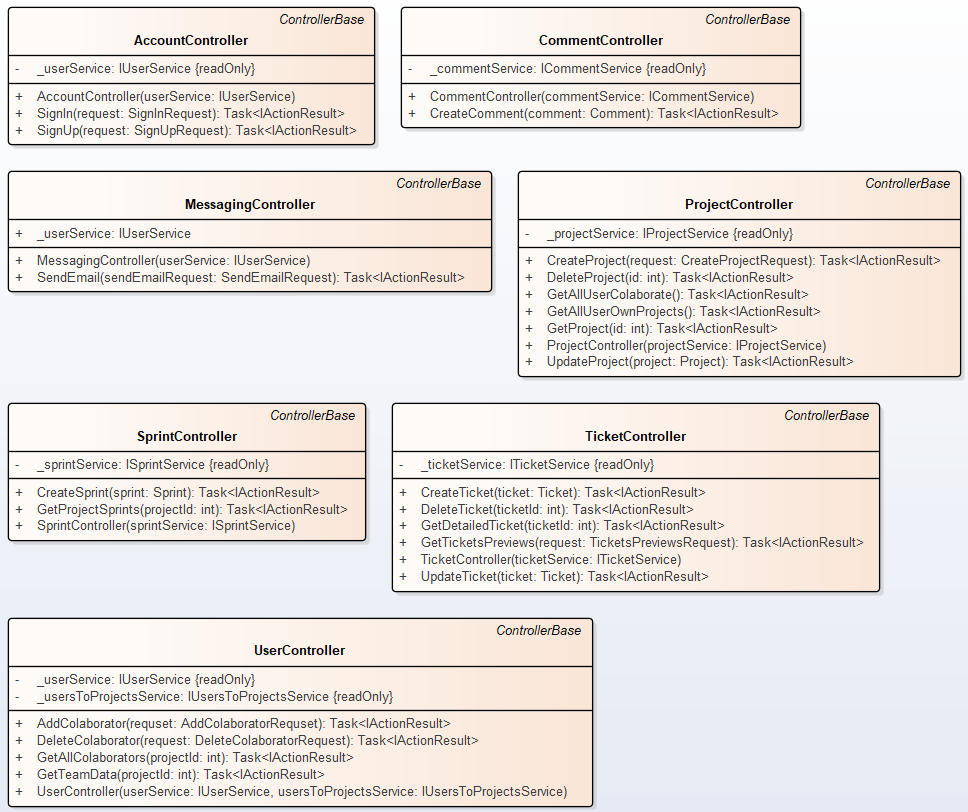 ControllerBase
AccountController
- _userService: IUserService {readOnly}
+ AccountController(userService: IUserService)
+ SignIn(request: SignInRequest): Task<IActionResult>
+ SignUp(request: SignUpRequest): Task<IActionResult>
ControllerBase
CommentController
- _commentService: ICommentService {readOnly}
+ CommentController(commentService: ICommentService)
+ CreateComment(comment: Comment): Task<IActionResult>
ControllerBase
MessagingController
+ _userService: IUserService
+ MessagingController(userService: IUserService)
+ SendEmail(sendEmailRequest: SendEmailRequest): Task<IActionResult>
ControllerBase
ProjectController
- _projectService: IProjectService {readOnly}
+ CreateProject(request: CreateProjectRequest): Task<IActionResult>
+ DeleteProject(id: int): Task<IActionResult>
+ GetAllUserColaborate(): Task<IActionResult>
+ GetAllUserOwnProjects(): Task<IActionResult>
+ GetProject(id: int): Task<IActionResult>
+ ProjectController(projectService: IProjectService)
+ UpdateProject(project: Project): Task<IActionResult>
ControllerBase
SprintController
- _sprintService: ISprintService {readOnly}
+ CreateSprint(sprint: Sprint): Task<IActionResult>
+ GetProjectSprints(projectId: int): Task<IActionResult>
+ SprintController(sprintService: ISprintService)
ControllerBase
TicketController
- _ticketService: ITicketService {readOnly}
+ CreateTicket(ticket: Ticket): Task<IActionResult>
+ DeleteTicket(ticketId: int): Task<IActionResult>
+ GetDetailedTicket(ticketId: int): Task<IActionResult>
+ GetTicketsPreviews(request: TicketsPreviewsRequest): Task<IActionResult>
+ TicketController(ticketService: ITicketService)
+ UpdateTicket(ticket: Ticket): Task<IActionResult>
ControllerBase
UserController
- _userService: IUserService {readOnly}
- _usersToProjectsService: IUsersToProjectsService {readOnly}
+ AddColaborator(requset: AddColaboratorRequset): Task<IActionResult>
+ DeleteColaborator(request: DeleteColaboratorRequest): Task<IActionResult>
+ GetAllColaborators(projectId: int): Task<IActionResult>
+ GetTeamData(projectId: int): Task<IActionResult>
+ UserController(userService: IUserService, usersToProjectsService: IUsersToProjectsService)